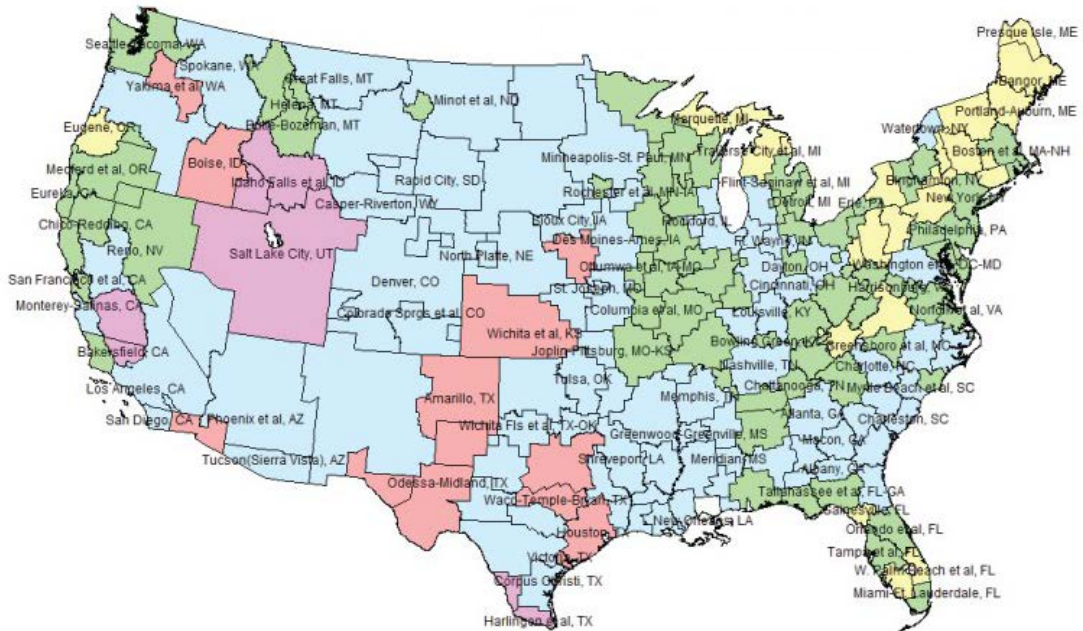 Presque Isle, ME
Seattle-Tacoma, WA
Spokane, WA
Great Falls, MT
Bangor, ME
Yakima et al, WA
Helena, MT
Minot et al, ND
Portland-Auburn, ME
Eugene, OR
Butte-Bozeman, MT
Marquette, MI
Watertown, NY
Boston et al, MA-NH
Medford et al, OR
Boise, ID
Minneapolis-St. Paul, MN
Traverse City et al, MI
Idaho Falls et al, ID
Rapid City, SD
Flint-Saginaw et al, MI
Binghamton, NY
Eureka, CA
Casper-Riverton, WY
Rochester et al, MN-IA
Detroit, MI
Erie, PA
New York, NY
Chico-Redding, CA
Sioux City, IA
Rockford, IL
Philadelphia, PA
Reno, NV
Salt Lake City, UT
North Platte, NE
Des Moines-Ames, IA
Ft. Wayne, IN
Ottumwa et al, IA-MO
Dayton, OH
Washington et al, DC-MD
San Francisco et al, CA
Denver, CO
St. Joseph, MO
Cincinnati, OH
Harrisonburg, VA
Monterey-Salinas, CA
Colorado Sprgs et al, CO
Columbia et al, MO
Louisville, KY
Norfolk et al, VA
Wichita et al, KS
Bakersfield, CA
Joplin-Pittsburg, MO-KS
Bowling Green, KY
Greensboro et al, NC
Nashville, TN
Charlotte, NC
Los Angeles, CA
Tulsa, OK
Chattanooga, TN
Myrtle Beach et al, SC
Amarillo, TX
Memphis, TN
San Diego, CA
Phoenix et al, AZ
Wichita Fls et al, TX-OK
Atlanta, GA
Charleston, SC
Greenwood-Greenville, MS
Macon, GA
Tucson(Sierra Vista), AZ
Shreveport, LA
Meridian, MS
Albany, GA
Odessa-Midland, TX
Waco-Temple-Bryan, TX
Tallahassee et al, FL-GA
New Orleans, LA
Gainesville, FL
Houston, TX
Orlando et al, FL
Victoria, TX
Tampa et al, FL
Corpus Christi, TX
W. Palm Beach et al, FL
Harlingen et al, TX
Miami-Ft. Lauderdale, FL